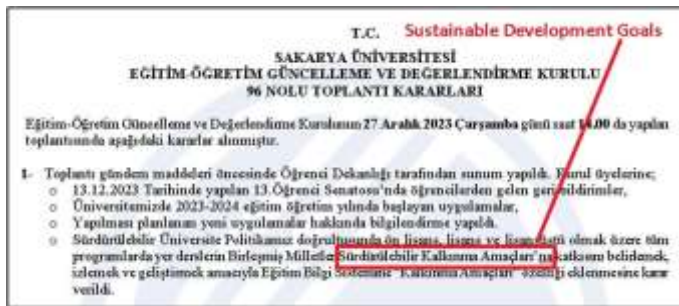 T.C.
Sustainable Development Goals
SAKARYA ÜNİVERSİTESİ
EĞİTİM-ÖĞRETİM GÜNCELLEME VE DEĞERLENDİRME KURULU
96 NOLU TOPLANTI KARARLARI
Eğitim-Öğretim Güncelleme ve Değerlendirme Kurulunun 27 Aralık 2023 Çarşamba günü saat 14.00 da yapılan
toplantısında aşağıdaki kararlar alınmıştır.
1- Toplantı gündem maddeleri öncesinde Öğrenci Dekanlığı tarafından sunum yapıldı. Kurul üyelerine;
o 13.12.2023 Tarihinde yapılan 13.Öğrenci Senatosu'nda öğrencilerden gelen geri bildirimler,
o Üniversitemizde 2023-2024 eğitim öğretim yılında başlayan uygulamalar,
o Yapılması planlanan yeni uygulamalar hakkında bilgilendirme yapıldı.
o Sürdürülebilir Üniversite Politikamız doğrultusunda ön lisans, lisans ve lisansüstü olmak üzere tüm
programlarda yer derslerin Birleşmiş Milletler Sürdürülebilir Kalkınma Amaçları'na katkısını belirlemek,
izlemek ve geliştirmek amacıyla Eğitim Bilgi Sistemine "Kalkınma Amaçları" özelliği eklenmesine karar
verildi.